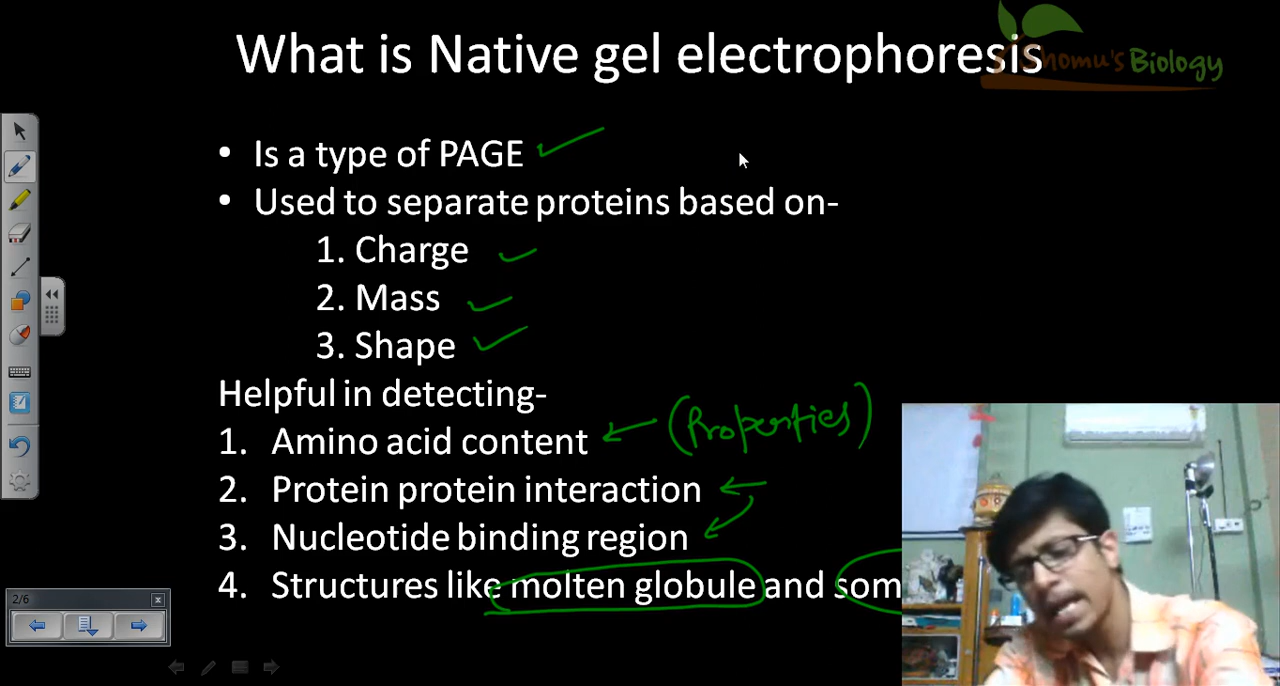 What is Native gel electrophoresis
Shomu's Biology
• Is a type of PAGE
• Used to separate proteins based on-
1. Charge
2. Mass
3. Shape
Helpful in detecting-
1. Amino acid content (Properties)
2. Protein protein interaction
3. Nucleotide binding region
4. Structures like molten globule and
2/6